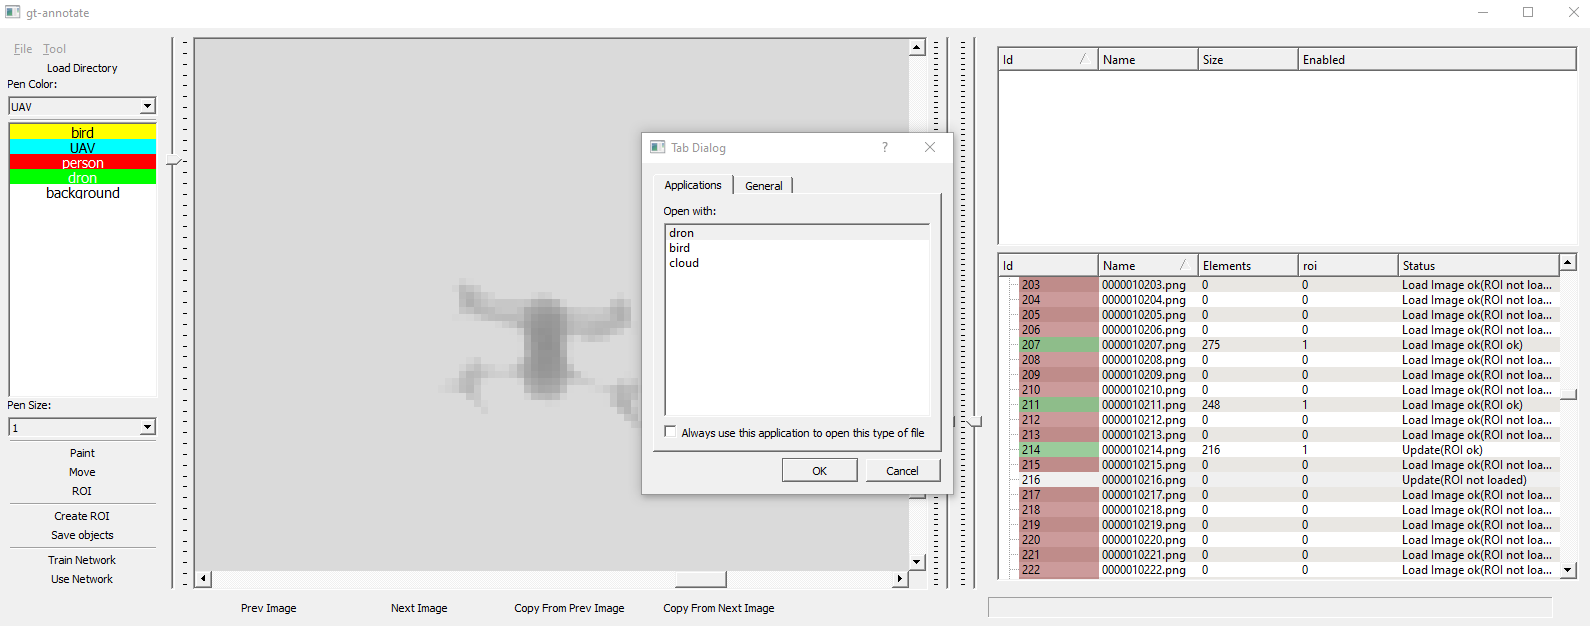 gt-annotate
File Tool
Load Directory
Pen Color:
UAV
bird
UAV
person
dron
background
Pen Size:
1
Paint
Move
ROI
Create ROI
Save objects
Train Network
Use Network
Tab Dialog ?
Applications General
Open with:
dron
bird
cloud
Always use this application to open this type of file
OK Cancel
Prev Image Next Image Copy From Prev Image Copy From Next Image
Id Name Size Enabled
Id Name Elements roi Status
203 0000010203.png 0 0 Load Image ok(ROI not loa...
204 0000010204.png 0 0 Load Image ok(ROI not loa...
205 0000010205.png 0 0 Load Image ok(ROI not loa...
206 0000010206.png 0 0 Load Image ok(ROI not loa...
207 0000010207.png 275 1 Load Image ok(ROI ok)
208 0000010208.png 0 0 Load Image ok(ROI not loa...
209 0000010209.png 0 0 Load Image ok(ROI not loa...
210 0000010210.png 0 0 Load Image ok(ROI not loa...
211 0000010211.png 248 1 Load Image ok(ROI ok)
212 0000010212.png 0 0 Load Image ok(ROI not loa...
213 0000010213.png 0 0 Load Image ok(ROI not loa...
214 0000010214.png 216 1 Update(ROI ok)
215 0000010215.png 0 0 Load Image ok(ROI not loa...
216 0000010216.png 0 0 Update(ROI not loaded)
217 0000010217.png 0 0 Load Image ok(ROI not loa...
218 0000010218.png 0 0 Load Image ok(ROI not loa...
219 0000010219.png 0 0 Load Image ok(ROI not loa...
220 0000010220.png 0 0 Load Image ok(ROI not loa...
221 0000010221.png 0 0 Load Image ok(ROI not loa...
222 0000010222.png 0 0 Load Image ok(ROI not loa...